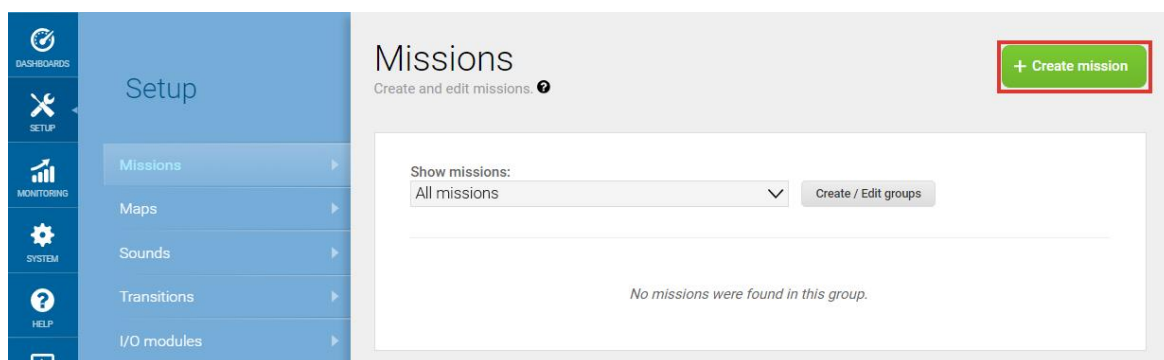 DASHBOARDS
SETUP
MONITORING
SYSTEM
HELP
Setup
Missions
Maps
Sounds
Transitions
I/O modules
Missions
Create and edit missions. ?
+ Create mission
Show missions:
All missions
Create / Edit groups
No missions were found in this group.